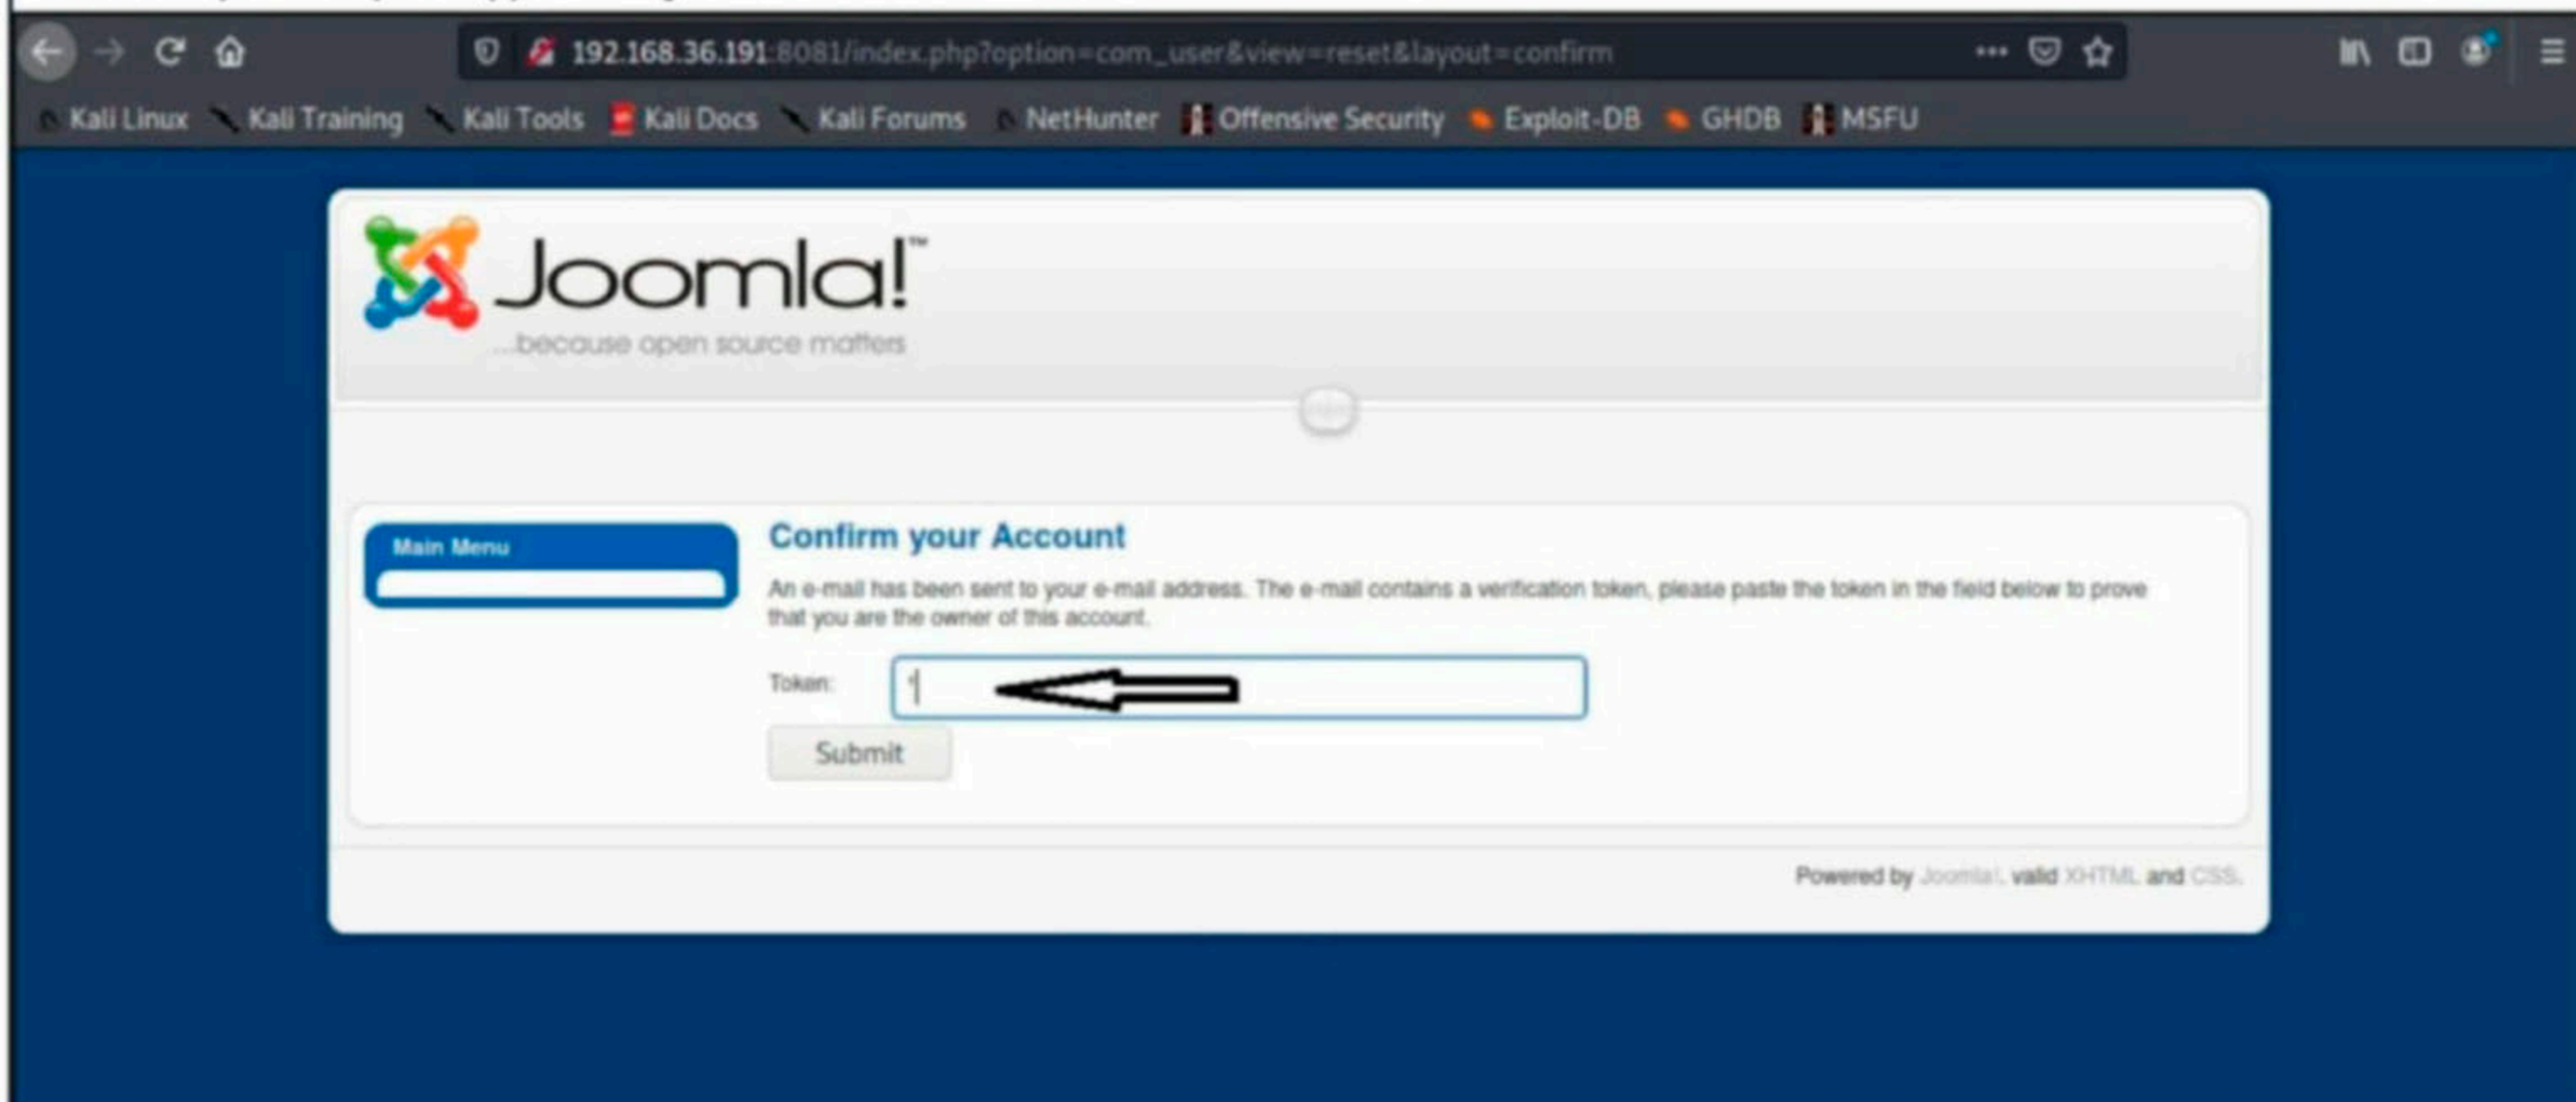 192.168.36.191:8081/index.php?option=com_user&view=reset&layout=confirm
Kali Linux Kali Training Kali Tools Kali Docs Kali Forums NetHunter Offensive Security Exploit-DB GHDB MSFU
Joomla!™
...because open source matters
Main Menu
Confirm your Account
An e-mail has been sent to your e-mail address. The e-mail contains a verification token, please paste the token in the field below to prove
that you are the owner of this account.
Token: '
Submit
Powered by Joomla!. valid XHTML and CSS.